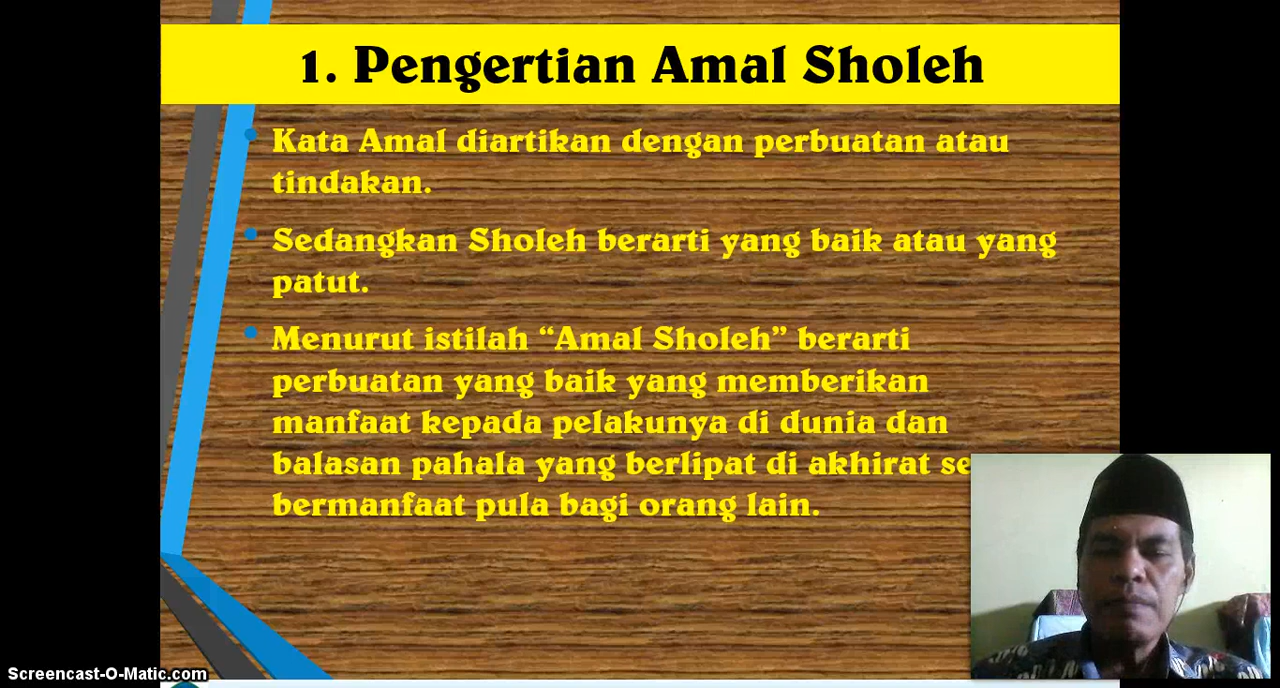 1. Pengertian Amal Sholeh
• Kata Amal diartikan dengan perbuatan atau
tindakan.
• Sedangkan Sholeh berarti yang baik atau yang
patut.
• Menurut istilah “Amal Sholeh” berarti
perbuatan yang baik yang memberikan
manfaat kepada pelakunya di dunia dan
balasan pahala yang berlipat di akhirat
bermanfaat pula bagi orang lain.
Screencast-O-Matic.com